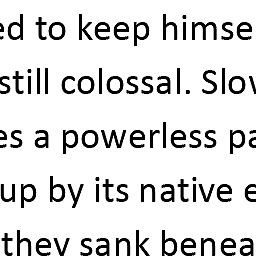 ed to keep himse
still colossal. Slov
es a powerless pa
up by its native e
they sank benea